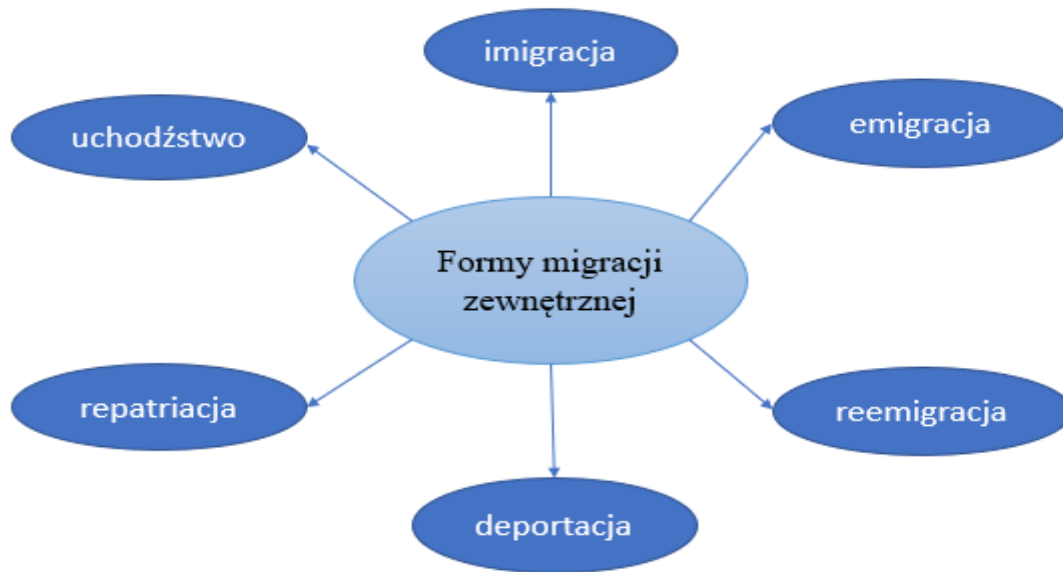 imigracja
uchodźstwo
emigracja
Formy migracji
zewnętrznej
repatriacja
reemigracja
deportacja